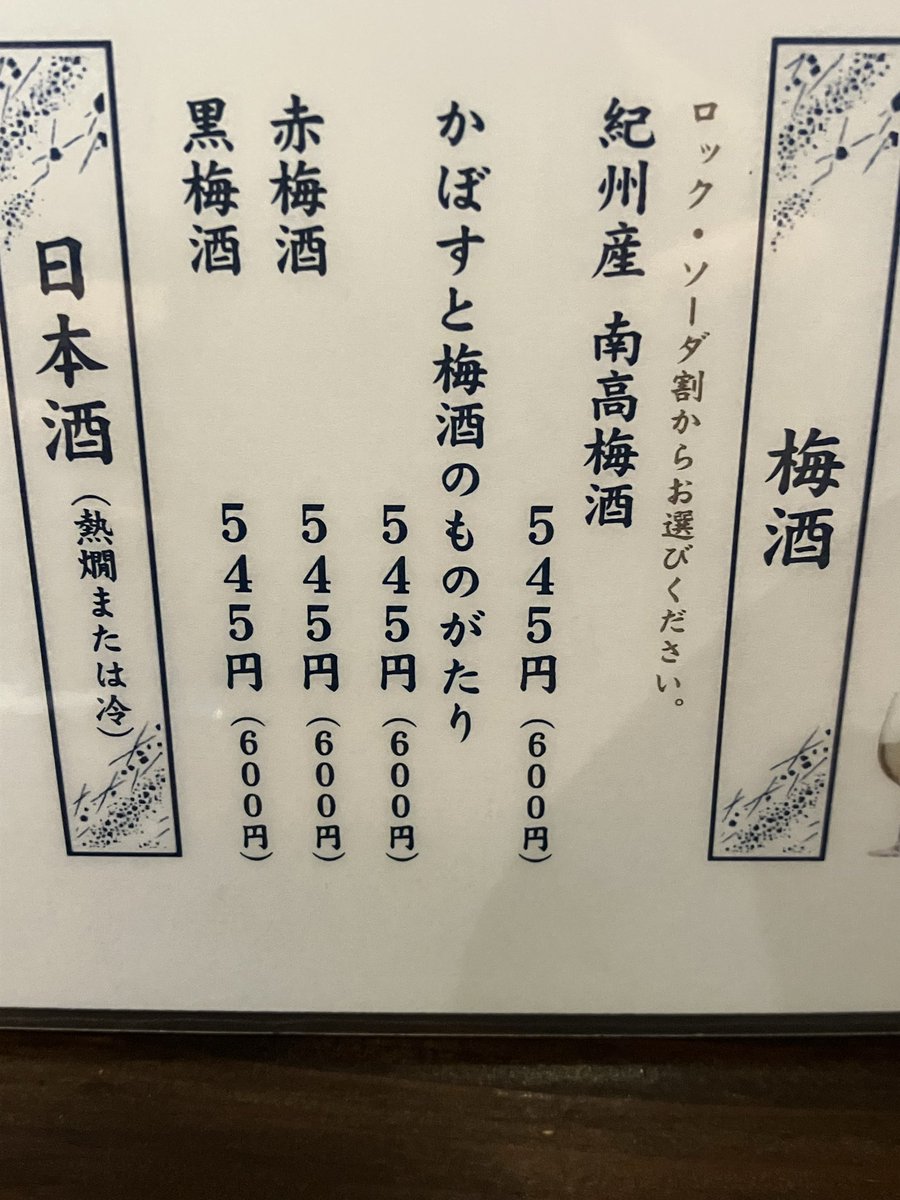 梅酒
ロック・ソーダ割からお選びください。
紀州産 南高梅酒
545円(600円)
かぼすと梅酒のものがたり
545円(600円)
赤梅酒
545円(600円)
黒梅酒
545円(600円)
日本酒(熱燗または冷)